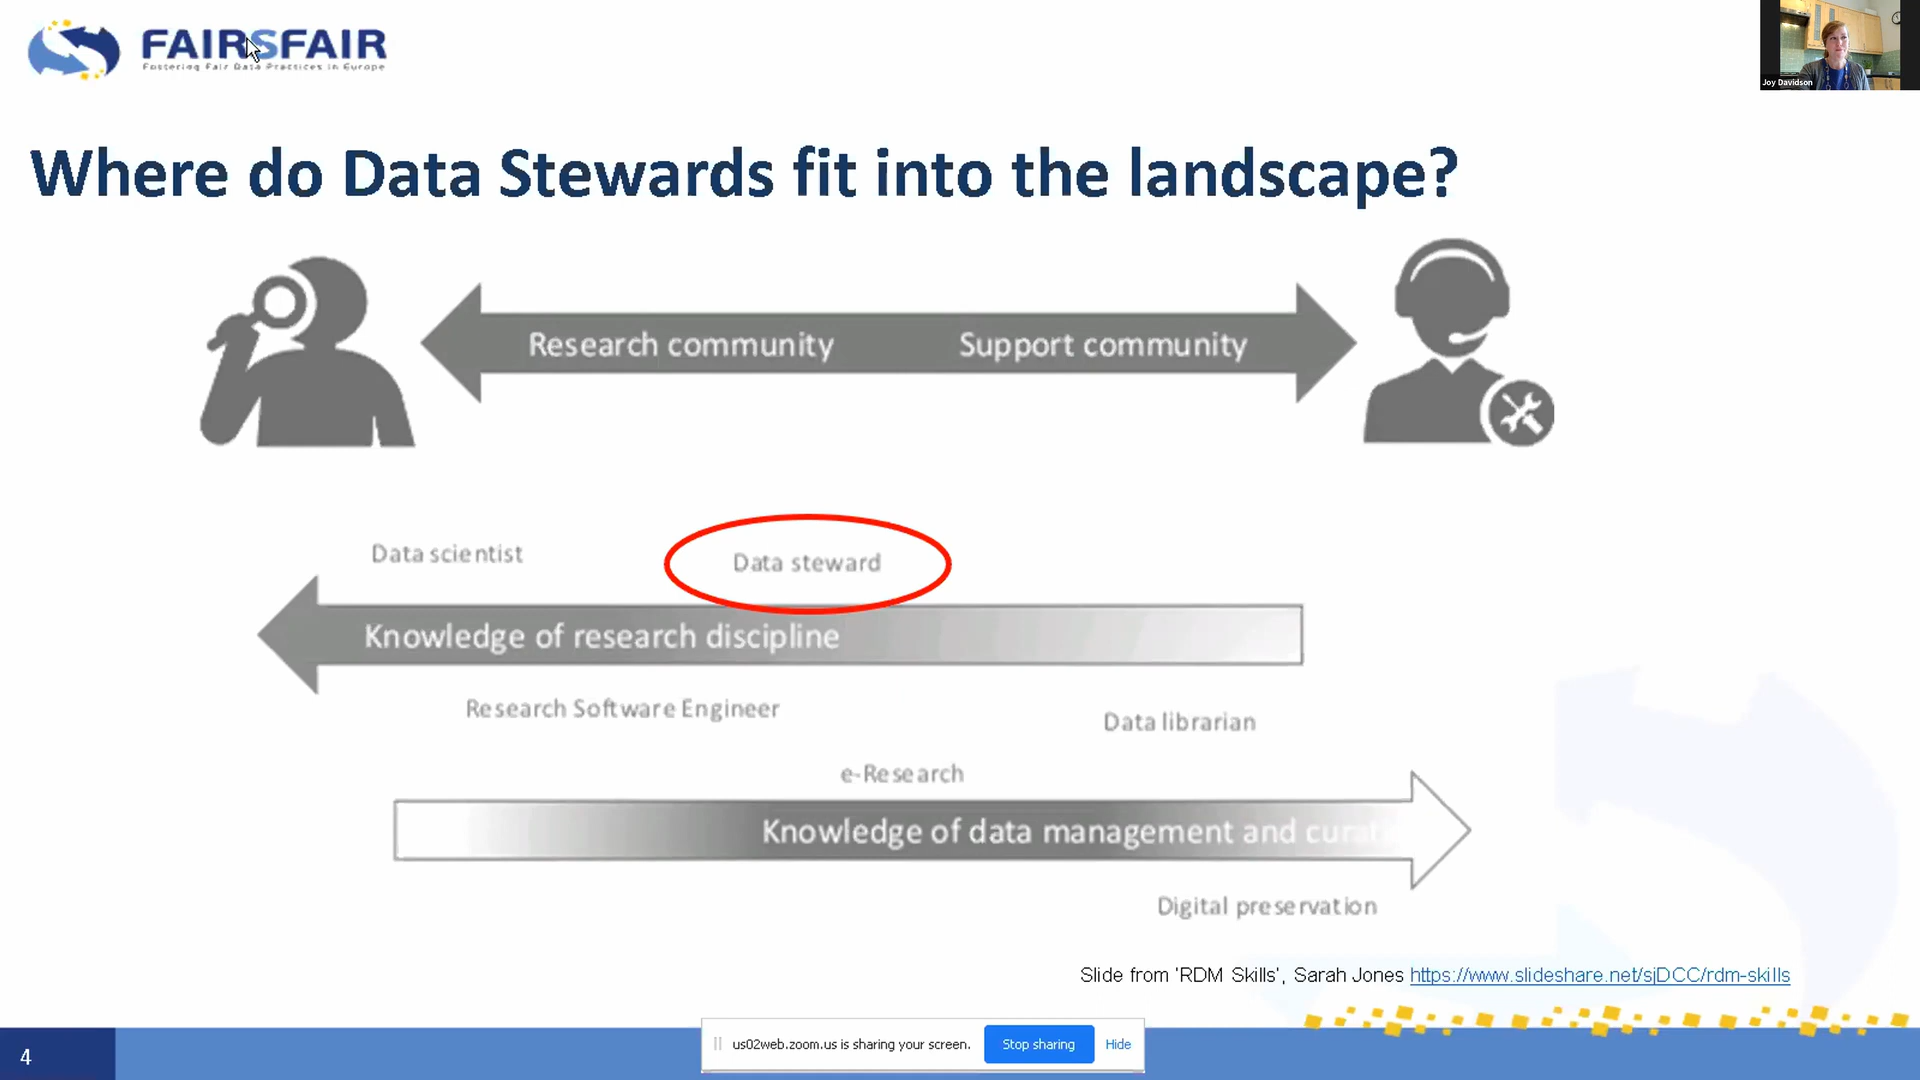 FAIRSFAIR
Fostering Fair Data Practices in Europe
Joy Davidson
Where do Data Stewards fit into the landscape?
Research community Support community
Data scientist Data steward
Knowledge of research discipline
Research Software Engineer
Data librarian
e-Research
Knowledge of data management and
Digital preservation
Slide from 'RDM Skills', Sarah Jones https://www.slideshare.net/sjDCC/rdm-skills
4
us02web.zoom.us is sharing your screen. Stop sharing Hide